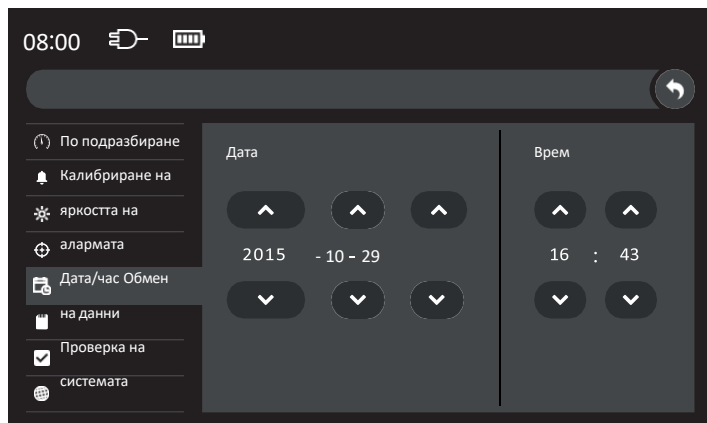 08:00
По подразбиране
Калибриране на
яркостта на
алармата
Дата/час Обмен
на данни
Проверка на
системата
Дата
2015 - 10 - 29
Врем
16 : 43